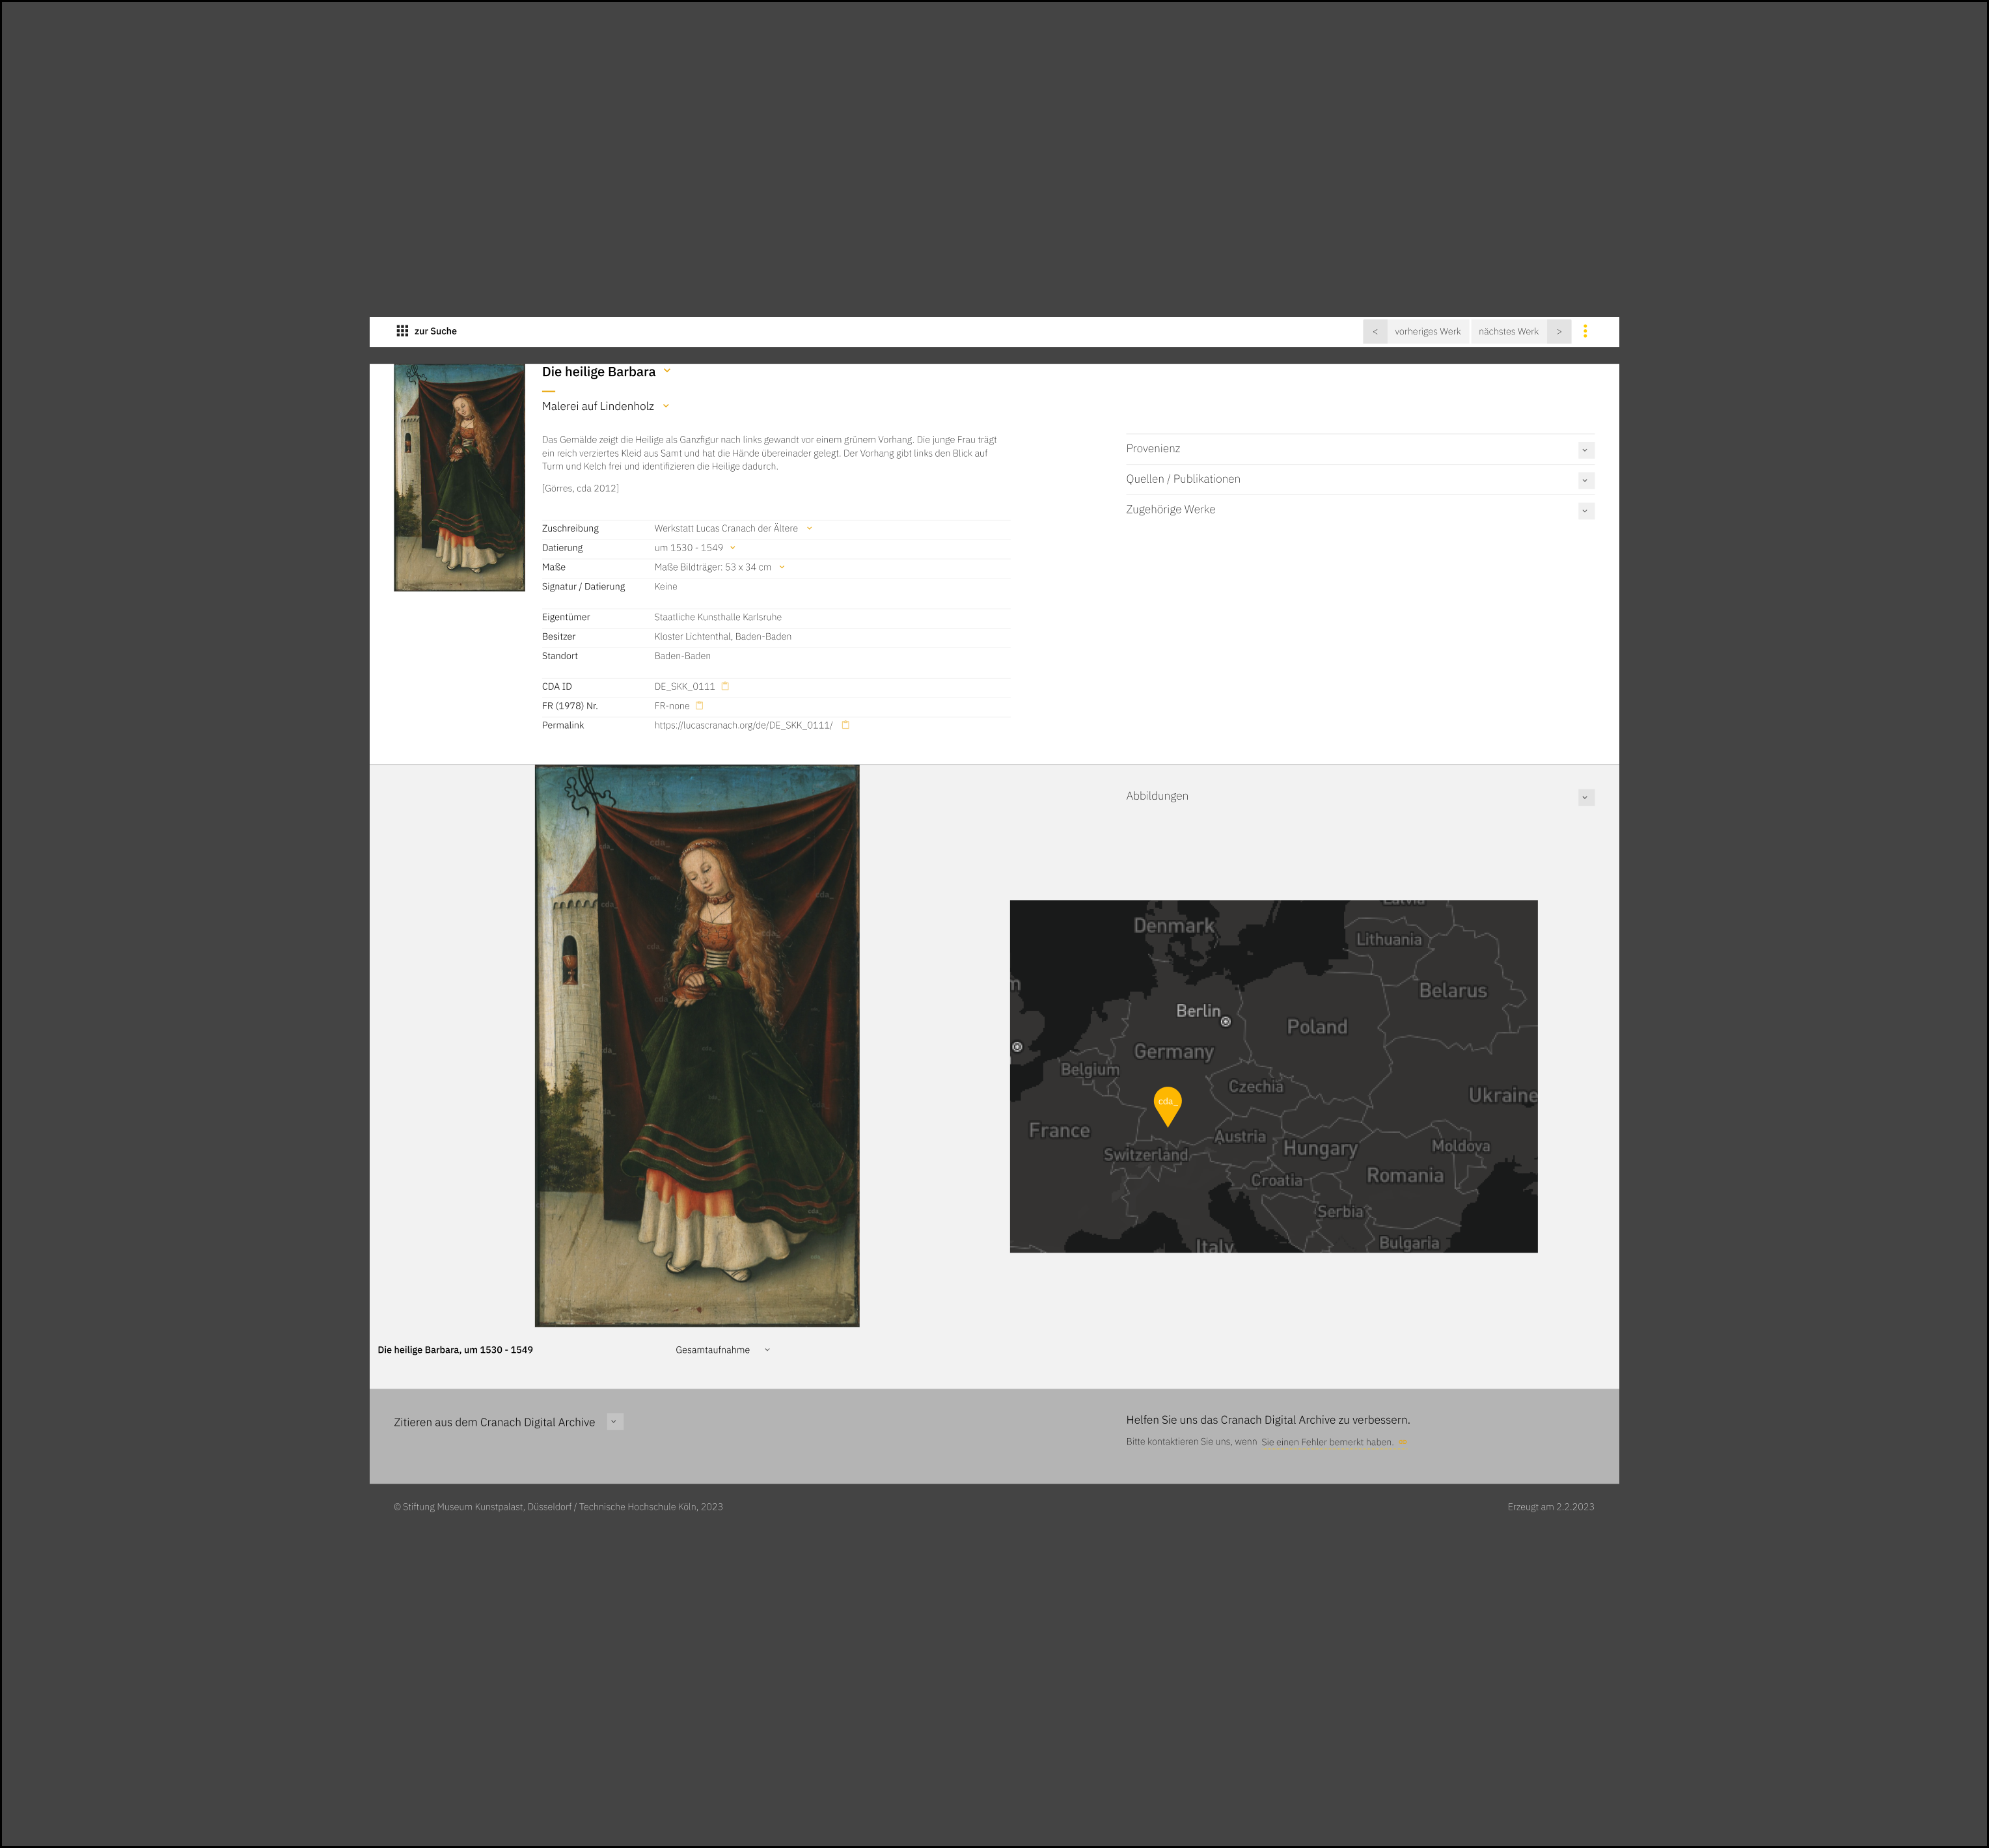 zur Suche
< vorheriges Werk nächstes Werk >
Die heilige Barbara
Malerei auf Lindenholz
Das Gemälde zeigt die Heilige als Ganzfigur nach links gewandt vor einem grünem Vorhang. Die junge Frau trägt
ein reich verziertes Kleid aus Samt und hat die Hände übereinader gelegt. Der Vorhang gibt links den Blick auf
Turm und Kelch frei und identifizieren die Heilige dadurch.
[Görres, cda 2012]
Zuschreibung Werkstatt Lucas Cranach der Ältere
Datierung um 1530 - 1549
Maße Maße Bildträger: 53 x 34 cm
Signatur / Datierung Keine
Eigentümer Staatliche Kunsthalle Karlsruhe
Besitzer Kloster Lichtenthal, Baden-Baden
Standort Baden-Baden
CDA ID DE_SKK_0111
FR (1978) Nr. FR-none
Permalink https://lucascranach.org/de/DE_SKK_0111/
Provenienz
Quellen / Publikationen
Zugehörige Werke
Abbildungen
cda_
Latvia
Denmark
Lithuania
Belarus
Berlin
Poland
Germany
Belgium
Czechia
Ukraine
cda_
France
Austria
Hungary
Moldova
Switzerland
Croatia
Romania
Serbia
Italy
Bulgaria
Die heilige Barbara, um 1530 - 1549
Gesamtaufnahme
Zitieren aus dem Cranach Digital Archive
Helfen Sie uns das Cranach Digital Archive zu verbessern.
Bitte kontaktieren Sie uns, wenn Sie einen Fehler bemerkt haben.
© Stiftung Museum Kunstpalast, Düsseldorf / Technische Hochschule Köln, 2023
Erzeugt am 2.2.2023